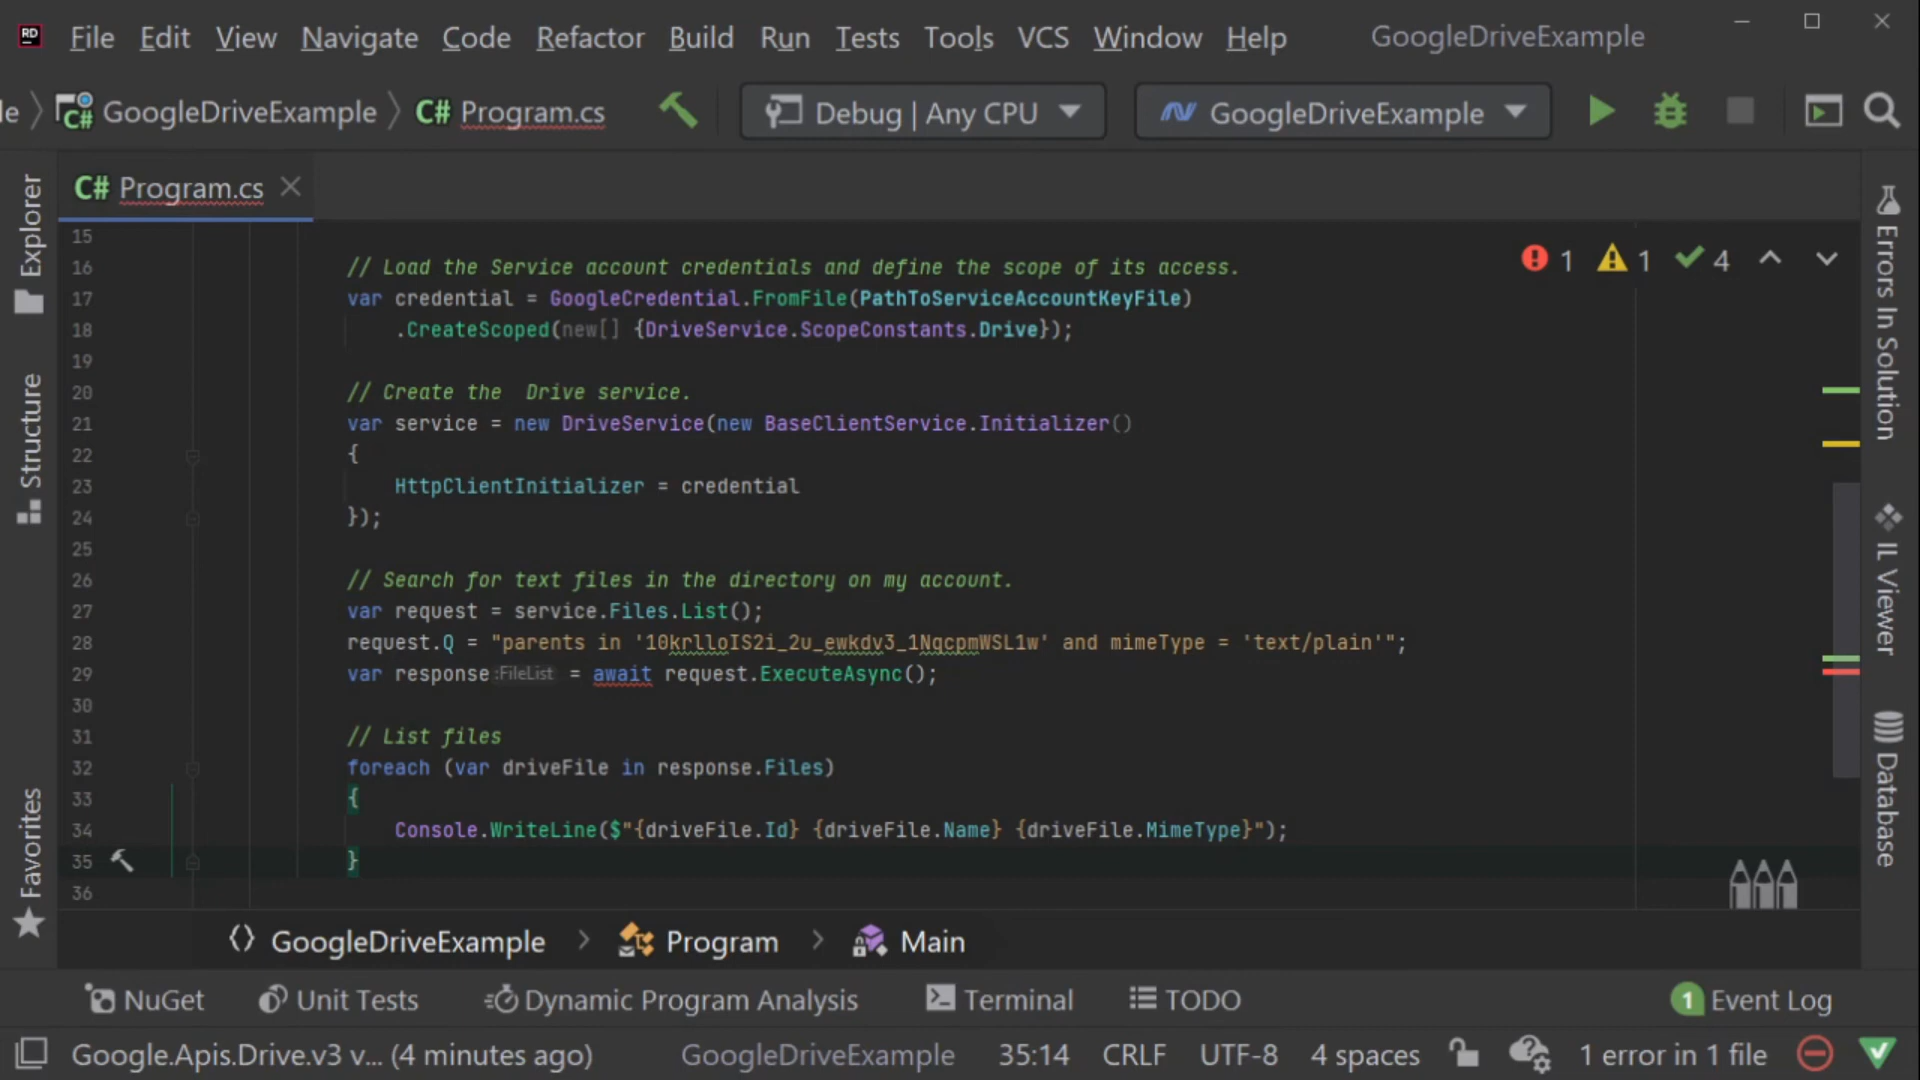 RD File Edit View Navigate Code Refactor Build Run Tests Tools VCS Window Help GoogleDriveExample
le GoogleDriveExample C# Program.cs Debug | Any CPU GoogleDriveExample
C# Program.cs
Explorer
Structure
Favorites
15
16 // Load the Service account credentials and define the scope of its access.
17 var credential = GoogleCredential.FromFile(PathToServiceAccountKeyFile)
18 .CreateScoped(new[] {DriveService.ScopeConstants.Drive});
19
20 // Create the  Drive service.
21 var service = new DriveService(new BaseClientService.Initializer()
22 {
23 HttpClientInitializer = credential
24 });
25
26 // Search for text files in the directory on my account.
27 var request = service.Files.List();
28 request.Q = "parents in '10krlloIS2i_2u_ewkdv3_1NqcpmWSL1w' and mimeType = 'text/plain'";
29 var response :FileList = await request.ExecuteAsync();
30
31 // List files
32 foreach (var driveFile in response.Files)
33 {
34 Console.WriteLine($"{driveFile.Id} {driveFile.Name} {driveFile.MimeType}");
35 }
36
1 1 4
Errors In Solution
IL Viewer
Database
GoogleDriveExample Program Main
NuGet Unit Tests Dynamic Program Analysis Terminal TODO 1 Event Log
Google.Apis.Drive.v3 v... (4 minutes ago) GoogleDriveExample 35:14 CRLF UTF-8 4 spaces 1 error in 1 file